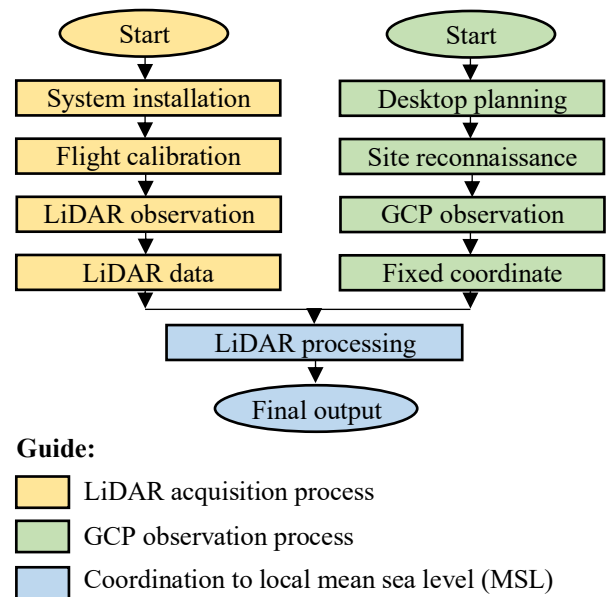 Start
System installation
Flight calibration
LiDAR observation
LiDAR data
Start
Desktop planning
Site reconnaissance
GCP observation
Fixed coordinate
LiDAR processing
Final output
Guide:
LiDAR acquisition process
GCP observation process
Coordination to local mean sea level (MSL)